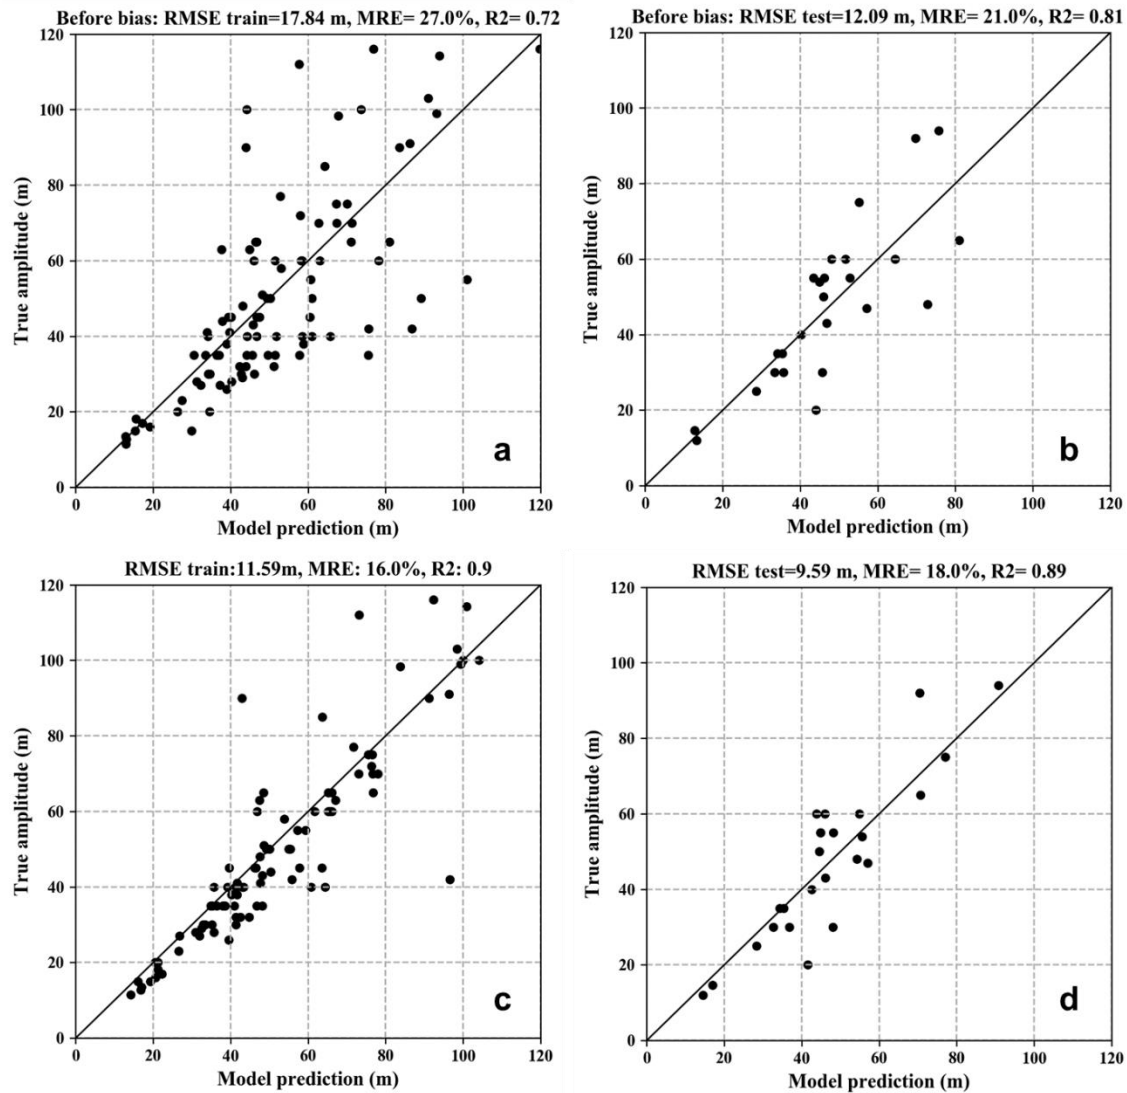 Before bias: RMSE train=17.84 m, MRE= 27.0%, R2= 0.72
120
100
80
60
40
20
0
True amplitude (m)
a
0 20 40 60 80 100 120
Model prediction (m)
Before bias: RMSE test=12.09 m, MRE= 21.0%, R2= 0.81
120
100
80
60
40
20
0
True amplitude (m)
b
0 20 40 60 80 100 120
Model prediction (m)
RMSE train:11.59m, MRE: 16.0%, R2: 0.9
120
100
80
60
40
20
0
True amplitude (m)
c
0 20 40 60 80 100 120
Model prediction (m)
RMSE test=9.59 m, MRE= 18.0%, R2= 0.89
120
100
80
60
40
20
0
True amplitude (m)
d
0 20 40 60 80 100 120
Model prediction (m)